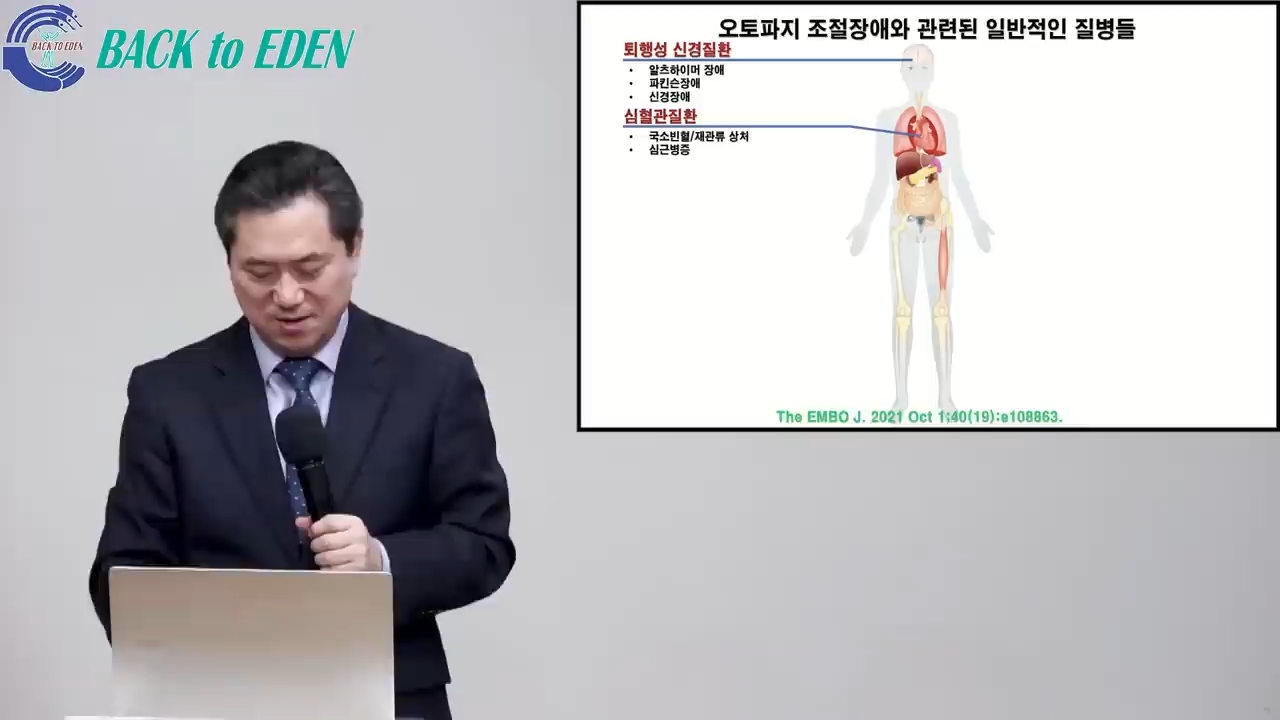 BACK TO EDEN
BACK to EDEN
오토파지 조절장애와 관련된 일반적인 질병들
퇴행성 신경질환
• 알츠하이머 장애
• 파킨슨장애
• 신경장애
심혈관질환
• 국소빈혈/재관류 상처
• 심근병증
The EMBO J. 2021 Oct 1;40(19):e108863.